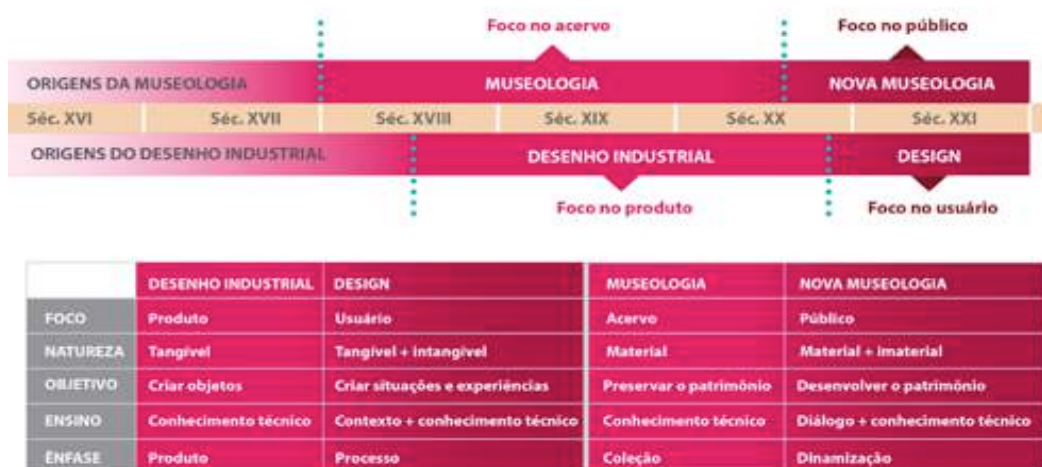 Foco no acervo Foco no público
ORIGENS DA MUSEOLOGIA MUSEOLOGIA NOVA MUSEOLOGIA
Séc. XVI Séc. XVII Séc. XVIII Séc. XIX Séc. XX Séc. XXI
ORIGENS DO DESENHO INDUSTRIAL DESENHO INDUSTRIAL DESIGN
Foco no produto Foco no usuário
DESENHO INDUSTRIAL DESIGN MUSEOLOGIA NOVA MUSEOLOGIA
FOCO Produto Usuário Acervo Público
NATUREZA Tangível Tangível + intangível Material Material + imaterial
OBJETIVO Criar objetos Criar situações e experiências Preservar o patrimônio Desenvolver o patrimônio
ENSINO Conhecimento técnico Contexto + conhecimento técnico Conhecimento técnico Diálogo + conhecimento técnico
ÊNFASE Produto Processo Coleção Dinamização